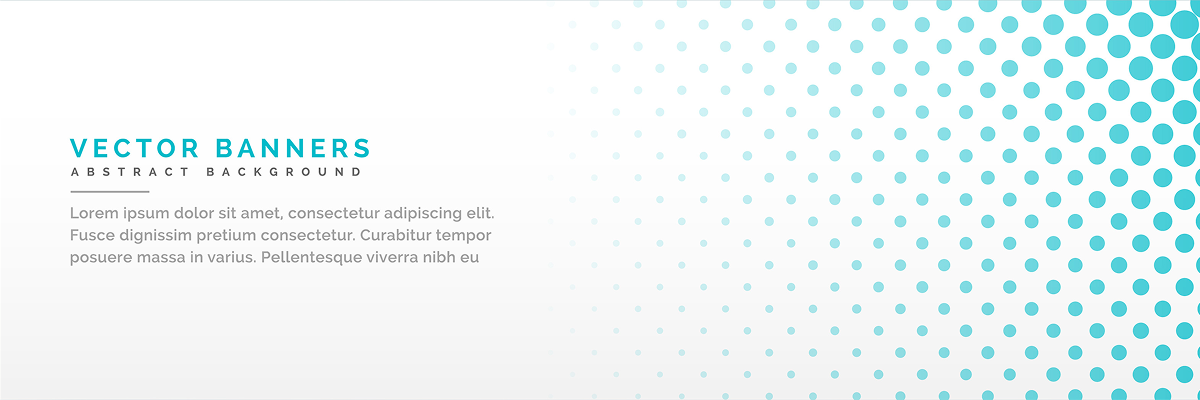 VECTOR BANNERS
ABSTRACT BACKGROUND
Lorem ipsum dolor sit amet, consectetur adipiscing elit.
Fusce dignissim pretium consectetur. Curabitur tempor
posuere massa in varius. Pellentesque viverra nibh eu